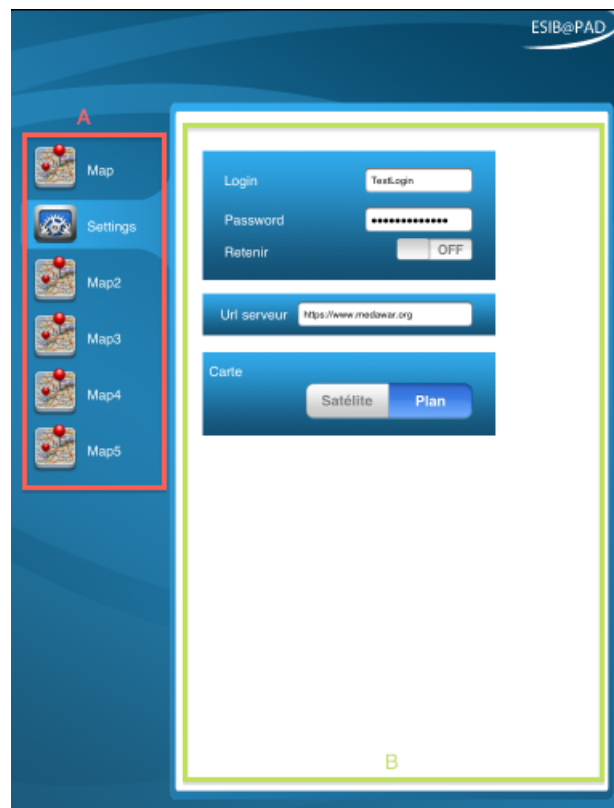 ESIB@PAD
A
Map
Settings
Map2
Map3
Map4
Map5
Login TestLogin
Password •••••••••••••
Retenir OFF
Url serveur https://www.medawar.org
Carte
Satélite Plan
B